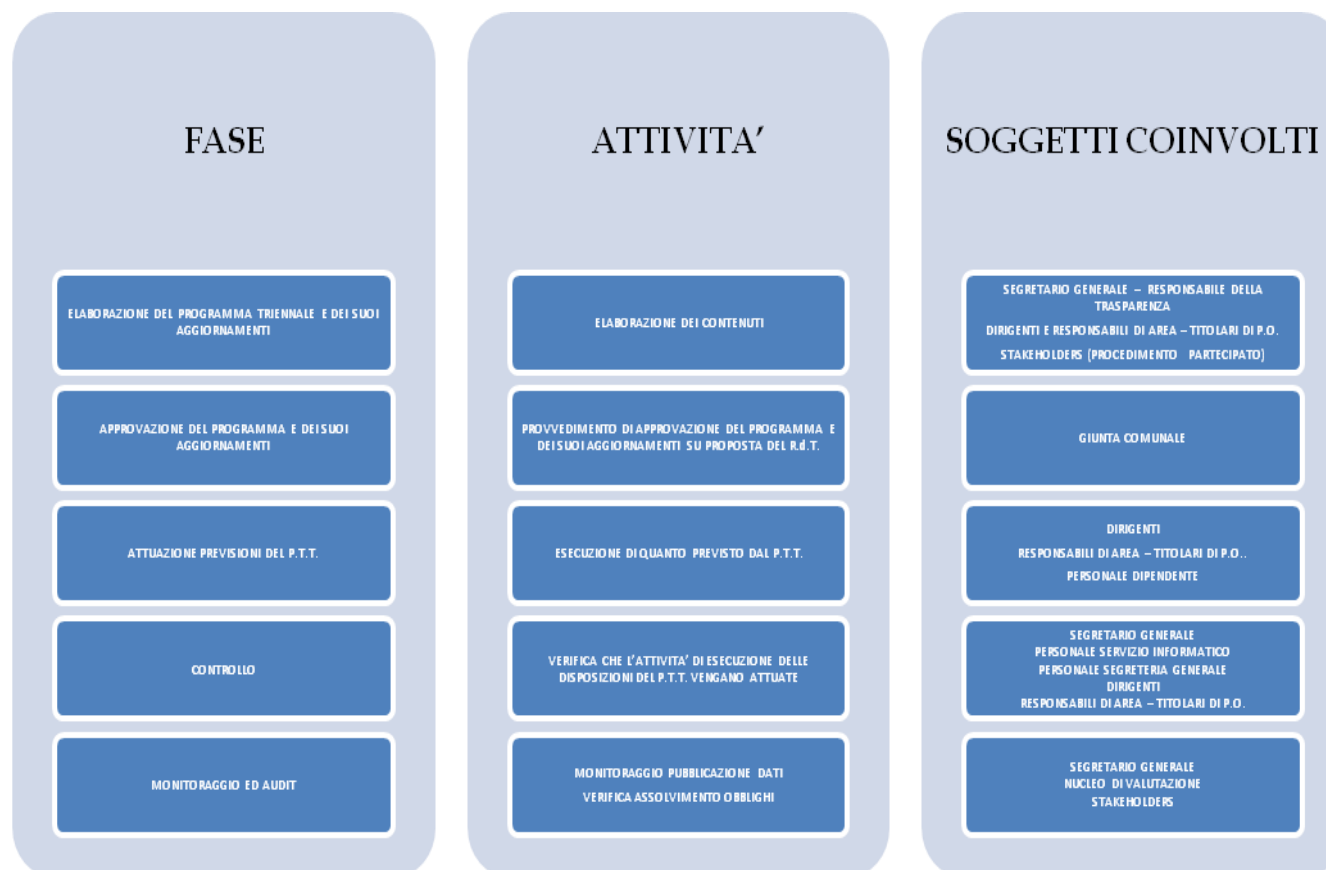 FASE
ELABORAZIONE DEL PROGRAMMA TRIENNALE E DEI SUOI
AGGIORNAMENTI
APPROVAZIONE DEL PROGRAMMA E DEI SUOI
AGGIORNAMENTI
ATTUAZIONE PREVISIONI DEL P.T.T.
CONTROLLO
MONITORAGGIO ED AUDIT
ATTIVITA’
ELABORAZIONE DEI CONTENUTI
PROVVEDIMENTO DI APPROVAZIONE DEL PROGRAMMA E
DEI SUOI AGGIORNAMENTI SU PROPOSTA DEL R.d.T.
ESECUZIONE DI QUANTO PREVISTO DAL P.T.T.
VERIFICA CHE L’ATTIVITA’ DI ESECUZIONE DELLE
DISPOSIZIONI DEL P.T.T. VENGANO ATTUATE
MONITORAGGIO PUBBLICAZIONE DATI
VERIFICA ASSOLVIMENTO OBBLIGHI
SOGGETTI COINVOLTI
SEGRETARIO GENERALE – RESPONSABILE DELLA
TRASPARENZA
DIRIGENTI E RESPONSABILI DI AREA – TITOLARI DI P.O.
STAKEHOLDERS (PROCEDIMENTO PARTECIPATO)
GIUNTA COMUNALE
DIRIGENTI
RESPONSABILI DI AREA – TITOLARI DI P.O..
PERSONALE DIPENDENTE
SEGRETARIO GENERALE
PERSONALE SERVIZIO INFORMATICO
PERSONALE SEGRETERIA GENERALE
DIRIGENTI
RESPONSABILI DI AREA – TITOLARI DI P.O.
SEGRETARIO GENERALE
NUCLEO DI VALUTAZIONE
STAKEHOLDERS